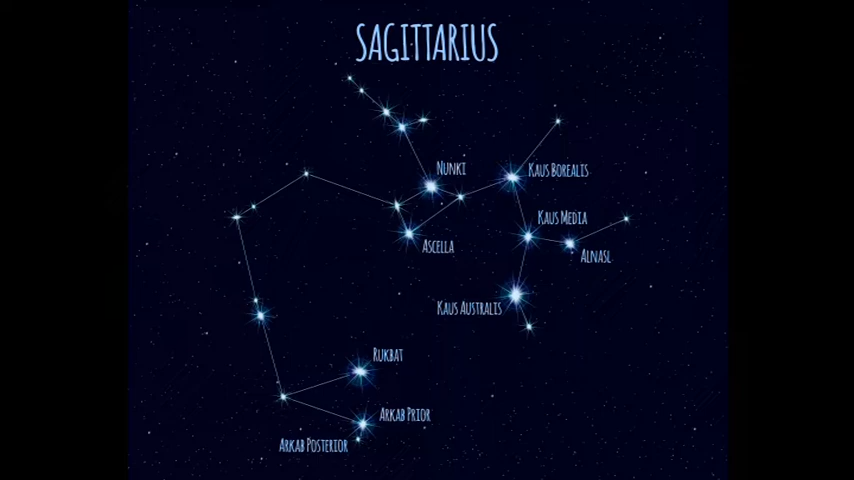 SAGITTARIUS
NUNKI
KAUS BOREALIS
KAUS MEDIA
ASCELLA
ALNASL
KAUS AUSTRALIS
RUKBAT
ARKAB PRIOR
ARKAB POSTERIOR